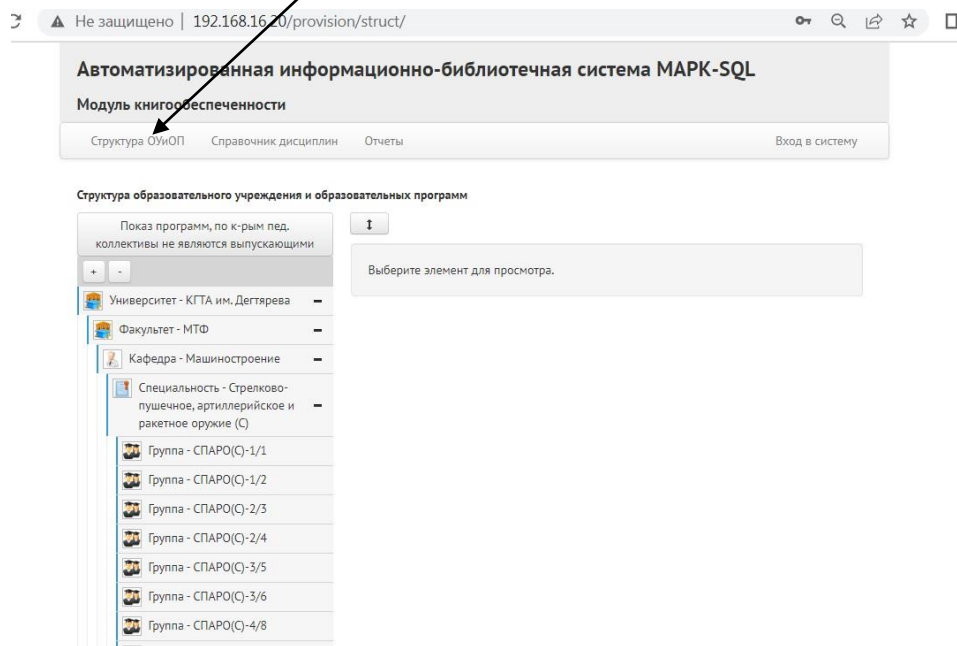 Не защищено | 192.168.16.20/provision/struct/
Автоматизированная информационно-библиотечная система МАРК-SQL
Модуль книгообеспеченности
Структура ОУиОП Справочник дисциплин Отчеты Вход в систему
Структура образовательного учреждения и образовательных программ
Показ программ, по к-рым пед.
коллективы не являются выпускающими
+ -
Выберите элемент для просмотра.
Университет - КГТА им. Дегтярева
Факультет - МТФ
Кафедра - Машиностроение
Специальность - Стрелково-
пушечное, артиллерийское и
ракетное оружие (С)
Группа - СПАРО(С)-1/1
Группа - СПАРО(С)-1/2
Группа - СПАРО(С)-2/3
Группа - СПАРО(С)-2/4
Группа - СПАРО(С)-3/5
Группа - СПАРО(С)-3/6
Группа - СПАРО(С)-4/8